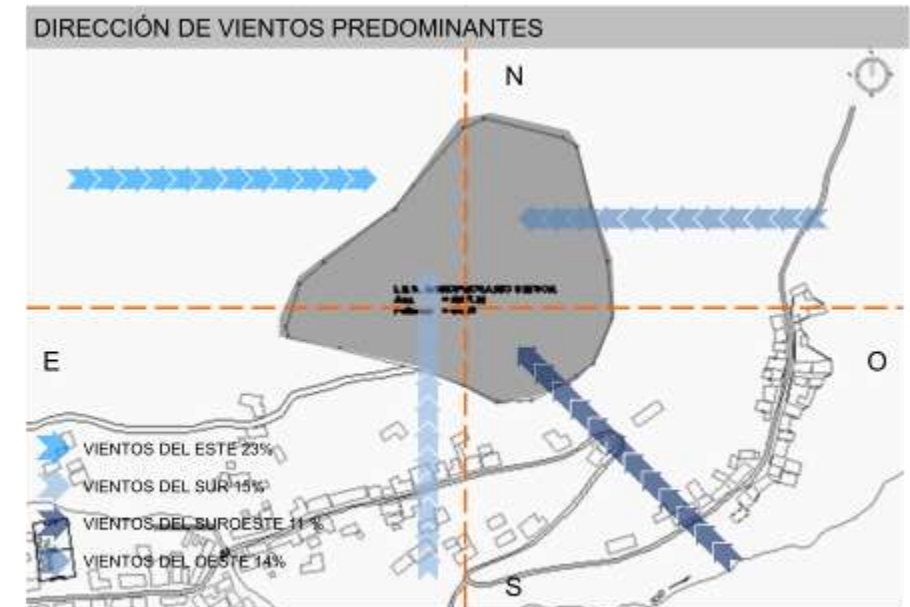 DIRECCIÓN DE VIENTOS PREDOMINANTES
N
E
O
VIENTOS DEL ESTE 23%
VIENTOS DEL SUR 15%
VIENTOS DEL SUROESTE 11 %
VIENTOS DEL OESTE 14%
S